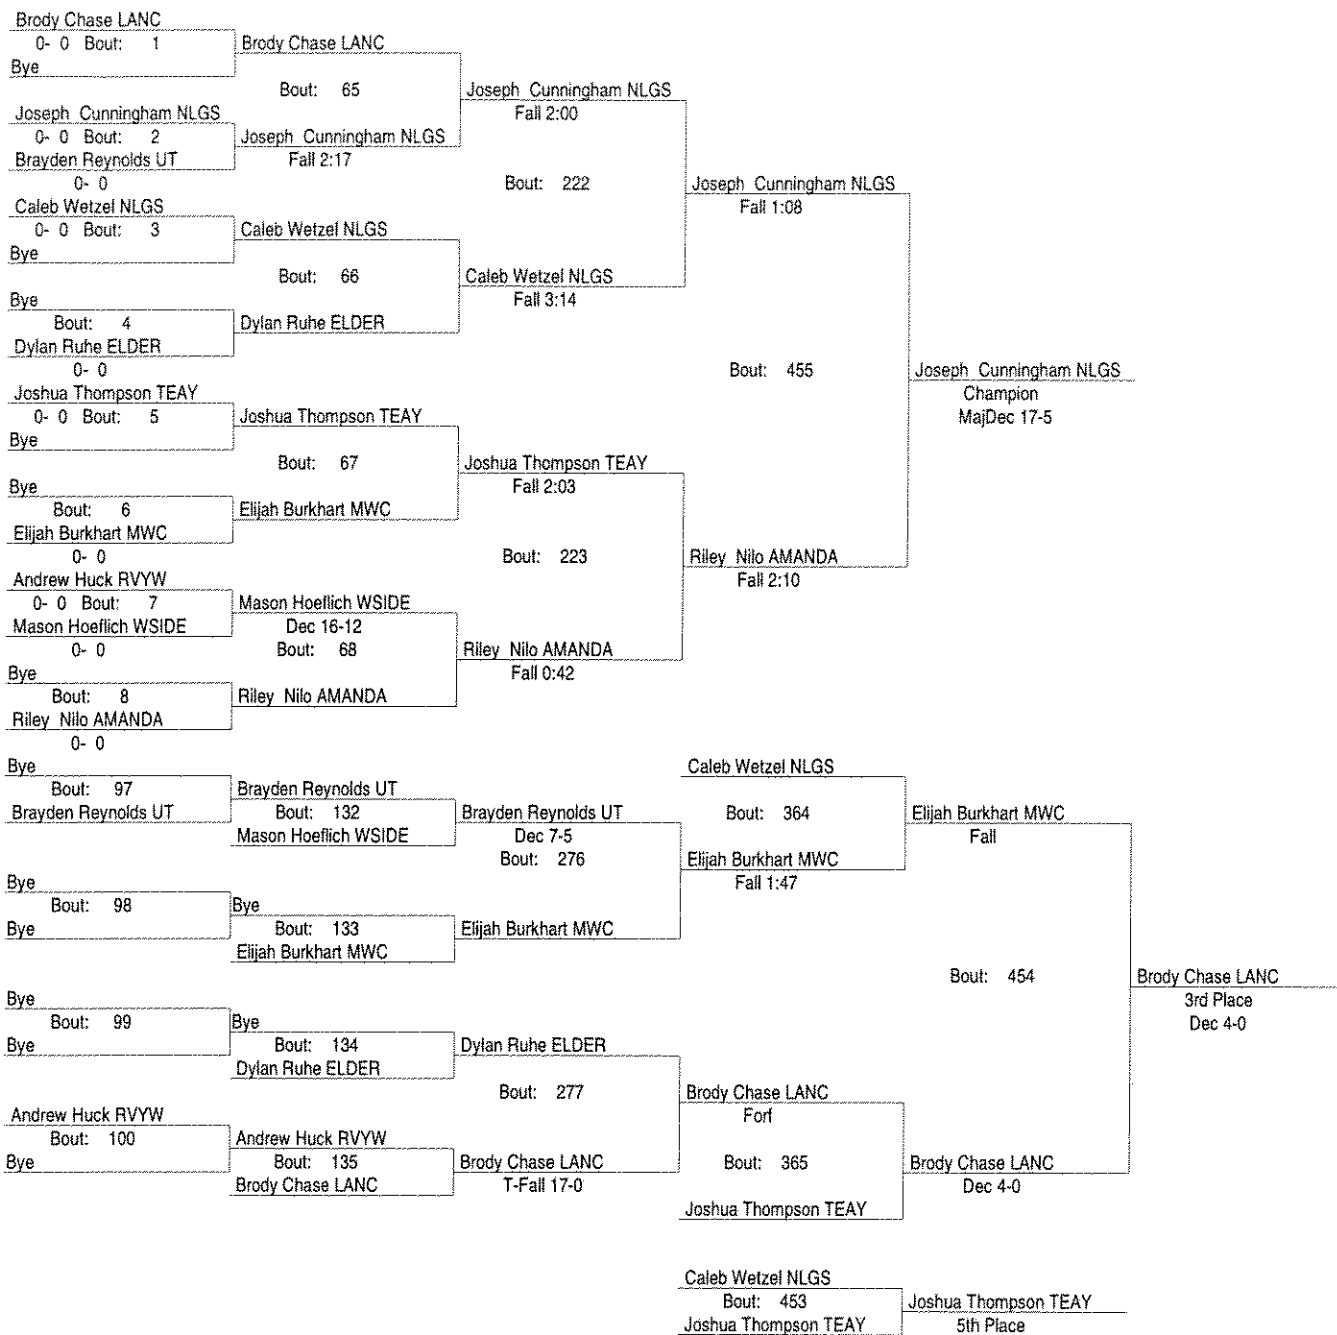 Brody Chase LANC
0- 0 Bout: 1
Bye
Brody Chase LANC
Bout: 65
Joseph Cunningham NLGS
0- 0 Bout: 2
Brayden Reynolds UT
0- 0
Joseph Cunningham NLGS
Fall 2:17
Joseph Cunningham NLGS
Fall 2:00
Bout: 222
Caleb Wetzel NLGS
0- 0 Bout: 3
Bye
Caleb Wetzel NLGS
Bout: 66
Bye
Bout: 4
Dylan Ruhe ELDER
0- 0
Dylan Ruhe ELDER
Caleb Wetzel NLGS
Fall 3:14
Joseph Cunningham NLGS
Fall 1:08
Bout: 455
Joseph Cunningham NLGS
Champion
MajDec 17-5
Joshua Thompson TEAY
0- 0 Bout: 5
Bye
Joshua Thompson TEAY
Bout: 67
Bye
Bout: 6
Elijah Burkhart MWC
0- 0
Elijah Burkhart MWC
Joshua Thompson TEAY
Fall 2:03
Bout: 223
Andrew Huck RVYW
0- 0 Bout: 7
Mason Hoeflich WSIDE
0- 0
Mason Hoeflich WSIDE
Dec 16-12
Bout: 68
Bye
Bout: 8
Riley Nilo AMANDA
0- 0
Riley Nilo AMANDA
Riley Nilo AMANDA
Fall 0:42
Riley Nilo AMANDA
Fall 2:10
Bye
Bout: 97
Brayden Reynolds UT
Brayden Reynolds UT
Bout: 132
Mason Hoeflich WSIDE
Brayden Reynolds UT
Dec 7-5
Bout: 276
Bye
Bout: 98
Bye
Bye
Bout: 133
Elijah Burkhart MWC
Elijah Burkhart MWC
Caleb Wetzel NLGS
Bout: 364
Elijah Burkhart MWC
Fall 1:47
Elijah Burkhart MWC
Fall
Bout: 454
Brody Chase LANC
3rd Place
Dec 4-0
Bye
Bout: 99
Bye
Bye
Bout: 134
Dylan Ruhe ELDER
Dylan Ruhe ELDER
Bout: 277
Andrew Huck RVYW
Bout: 100
Bye
Andrew Huck RVYW
Bout: 135
Brody Chase LANC
Brody Chase LANC
T-Fall 17-0
Brody Chase LANC
Forf
Bout: 365
Joshua Thompson TEAY
Brody Chase LANC
Dec 4-0
Caleb Wetzel NLGS
Bout: 453
Joshua Thompson TEAY
Joshua Thompson TEAY
5th Place